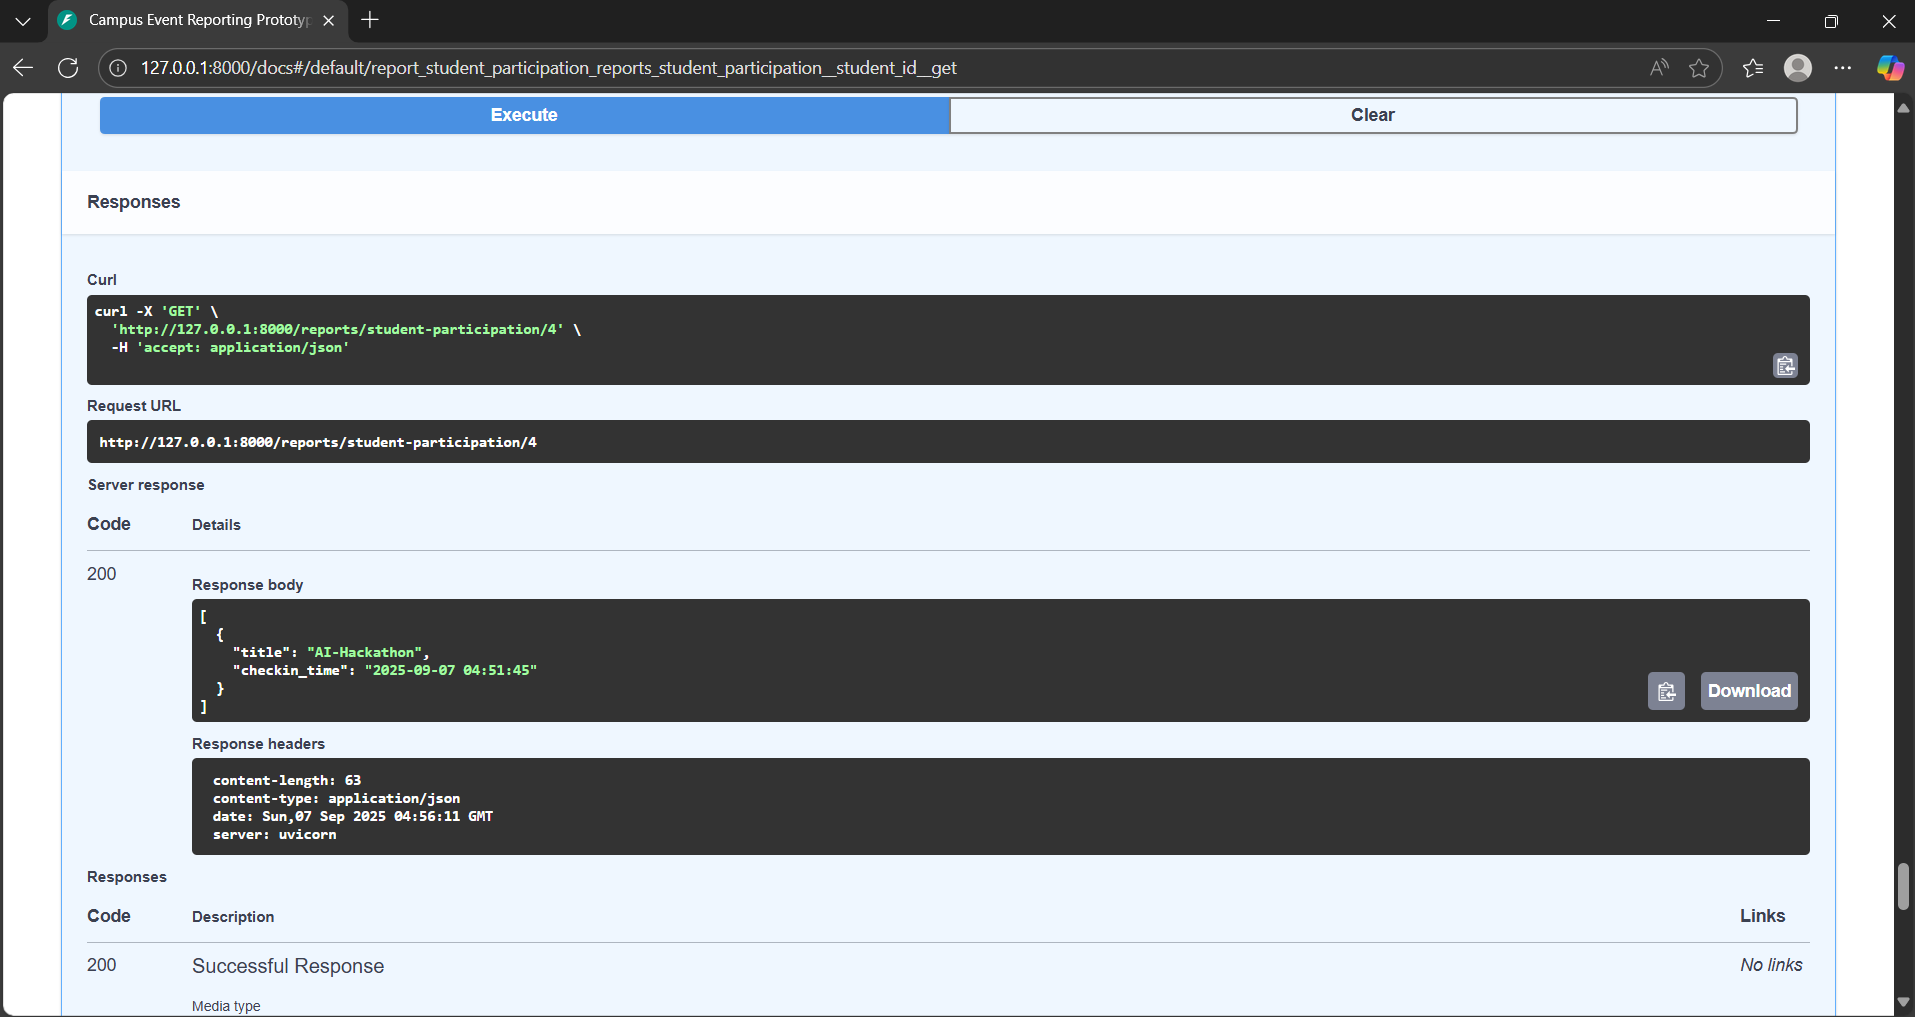 Campus Event Reporting Prototyp
127.0.0.1:8000/docs#/default/report_student_participation_reports_student_participation__student_id__get
Execute
Clear
Responses
Curl
curl -X 'GET' \
'http://127.0.0.1:8000/reports/student-participation/4' \
-H 'accept: application/json'
Request URL
http://127.0.0.1:8000/reports/student-participation/4
Server response
Code Details
200
Response body
[
{
"title": "AI-Hackathon",
"checkin_time": "2025-09-07 04:51:45"
}
]
Download
Response headers
content-length: 63
content-type: application/json
date: Sun,07 Sep 2025 04:56:11 GMT
server: uvicorn
Responses
Code Description Links
200 Successful Response No links
Media type